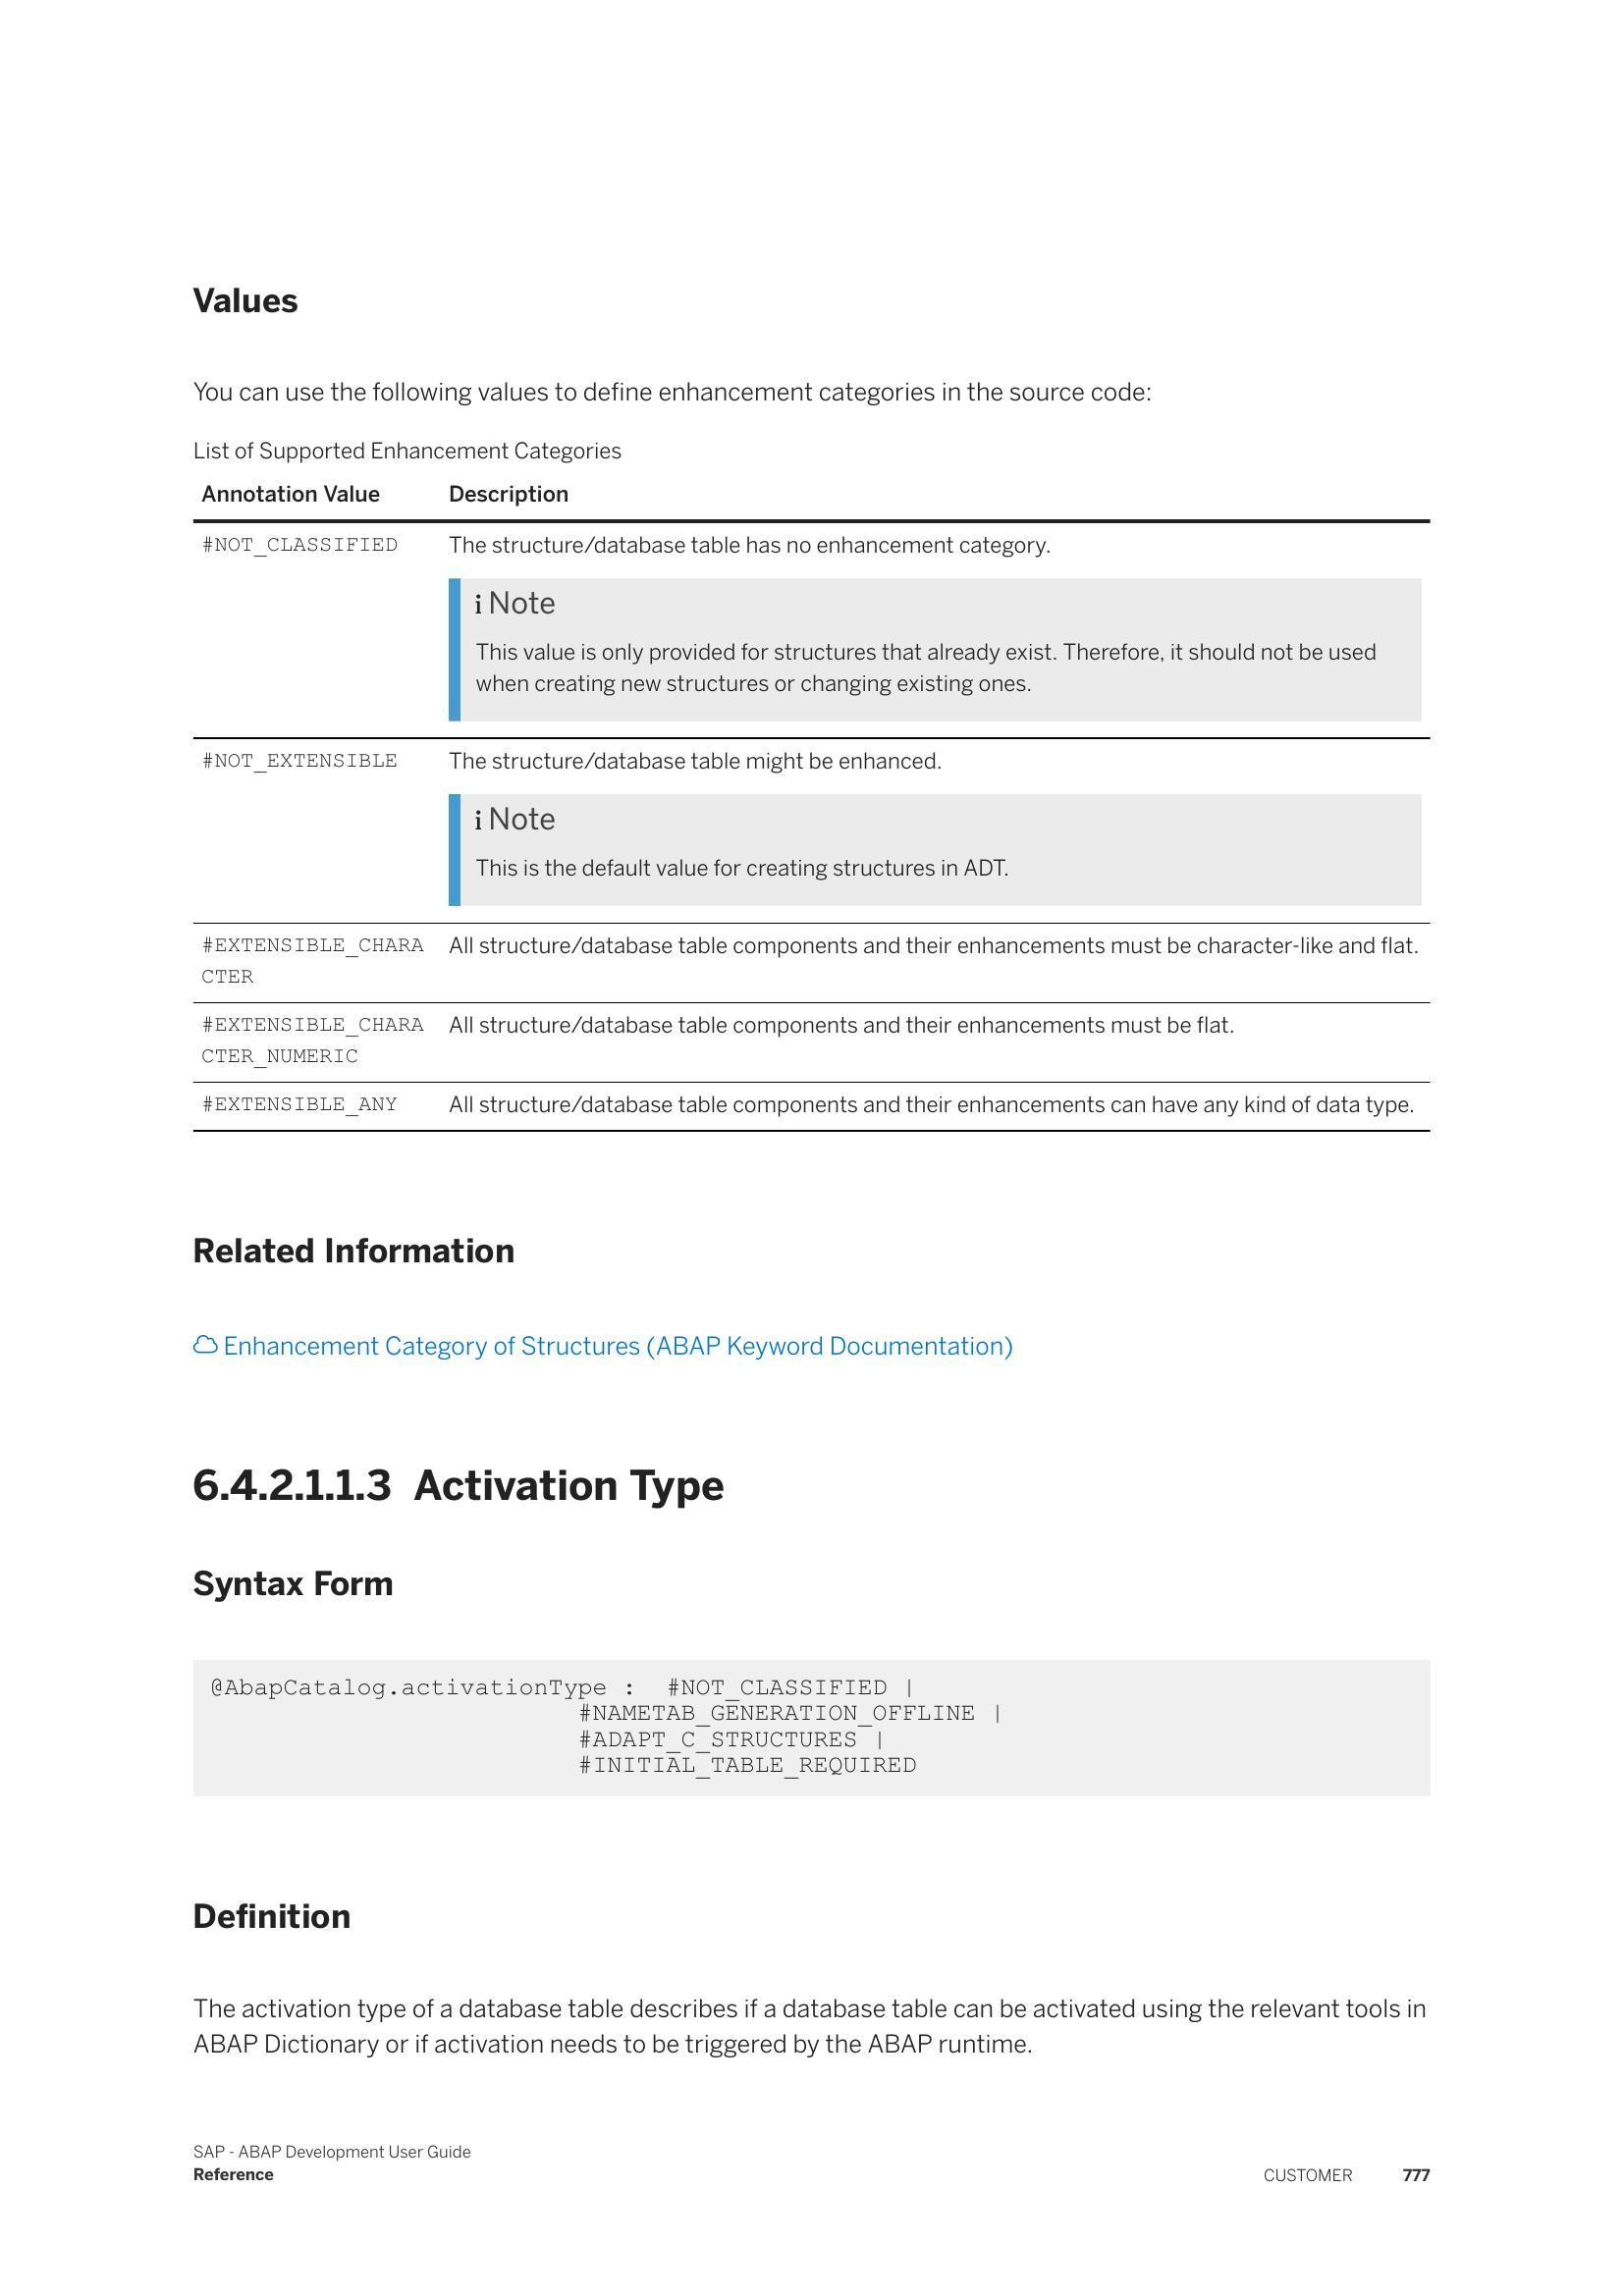 Values
You can use the following values to define enhancement categories in the source code:
List of Supported Enhancement Categories
Annotation Value Description
#NOT_CLASSIFIED The structure/database table has no enhancement category.
i Note
This value is only provided for structures that already exist. Therefore, it should not be used
when creating new structures or changing existing ones.
#NOT_EXTENSIBLE The structure/database table might be enhanced.
i Note
This is the default value for creating structures in ADT.
#EXTENSIBLE_CHARA All structure/database table components and their enhancements must be character-like and flat.
CTER
#EXTENSIBLE_CHARA All structure/database table components and their enhancements must be flat.
CTER_NUMERIC
#EXTENSIBLE_ANY All structure/database table components and their enhancements can have any kind of data type.
Related Information
Enhancement Category of Structures (ABAP Keyword Documentation)
6.4.2.1.1.3 Activation Type
Syntax Form
@AbapCatalog.activationType : #NOT_CLASSIFIED |
#NAMETAB_GENERATION_OFFLINE |
#ADAPT_C_STRUCTURES |
#INITIAL_TABLE_REQUIRED
Definition
The activation type of a database table describes if a database table can be activated using the relevant tools in
ABAP Dictionary or if activation needs to be triggered by the ABAP runtime.
SAP - ABAP Development User Guide
Reference CUSTOMER 777